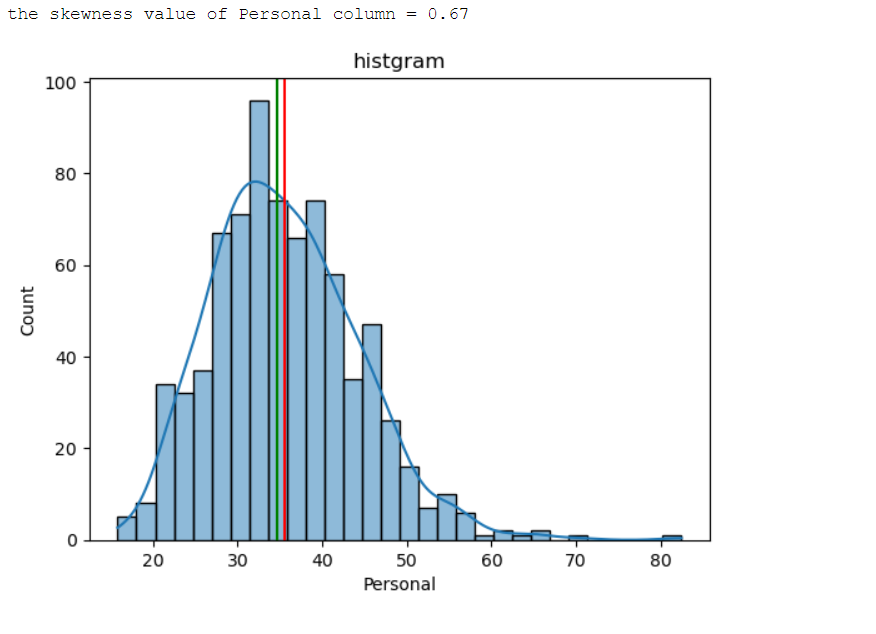 the skewness value of Personal column = 0.67
histgram
100
80
60
40
20
0
Count
20 30 40 50 60 70 80
Personal